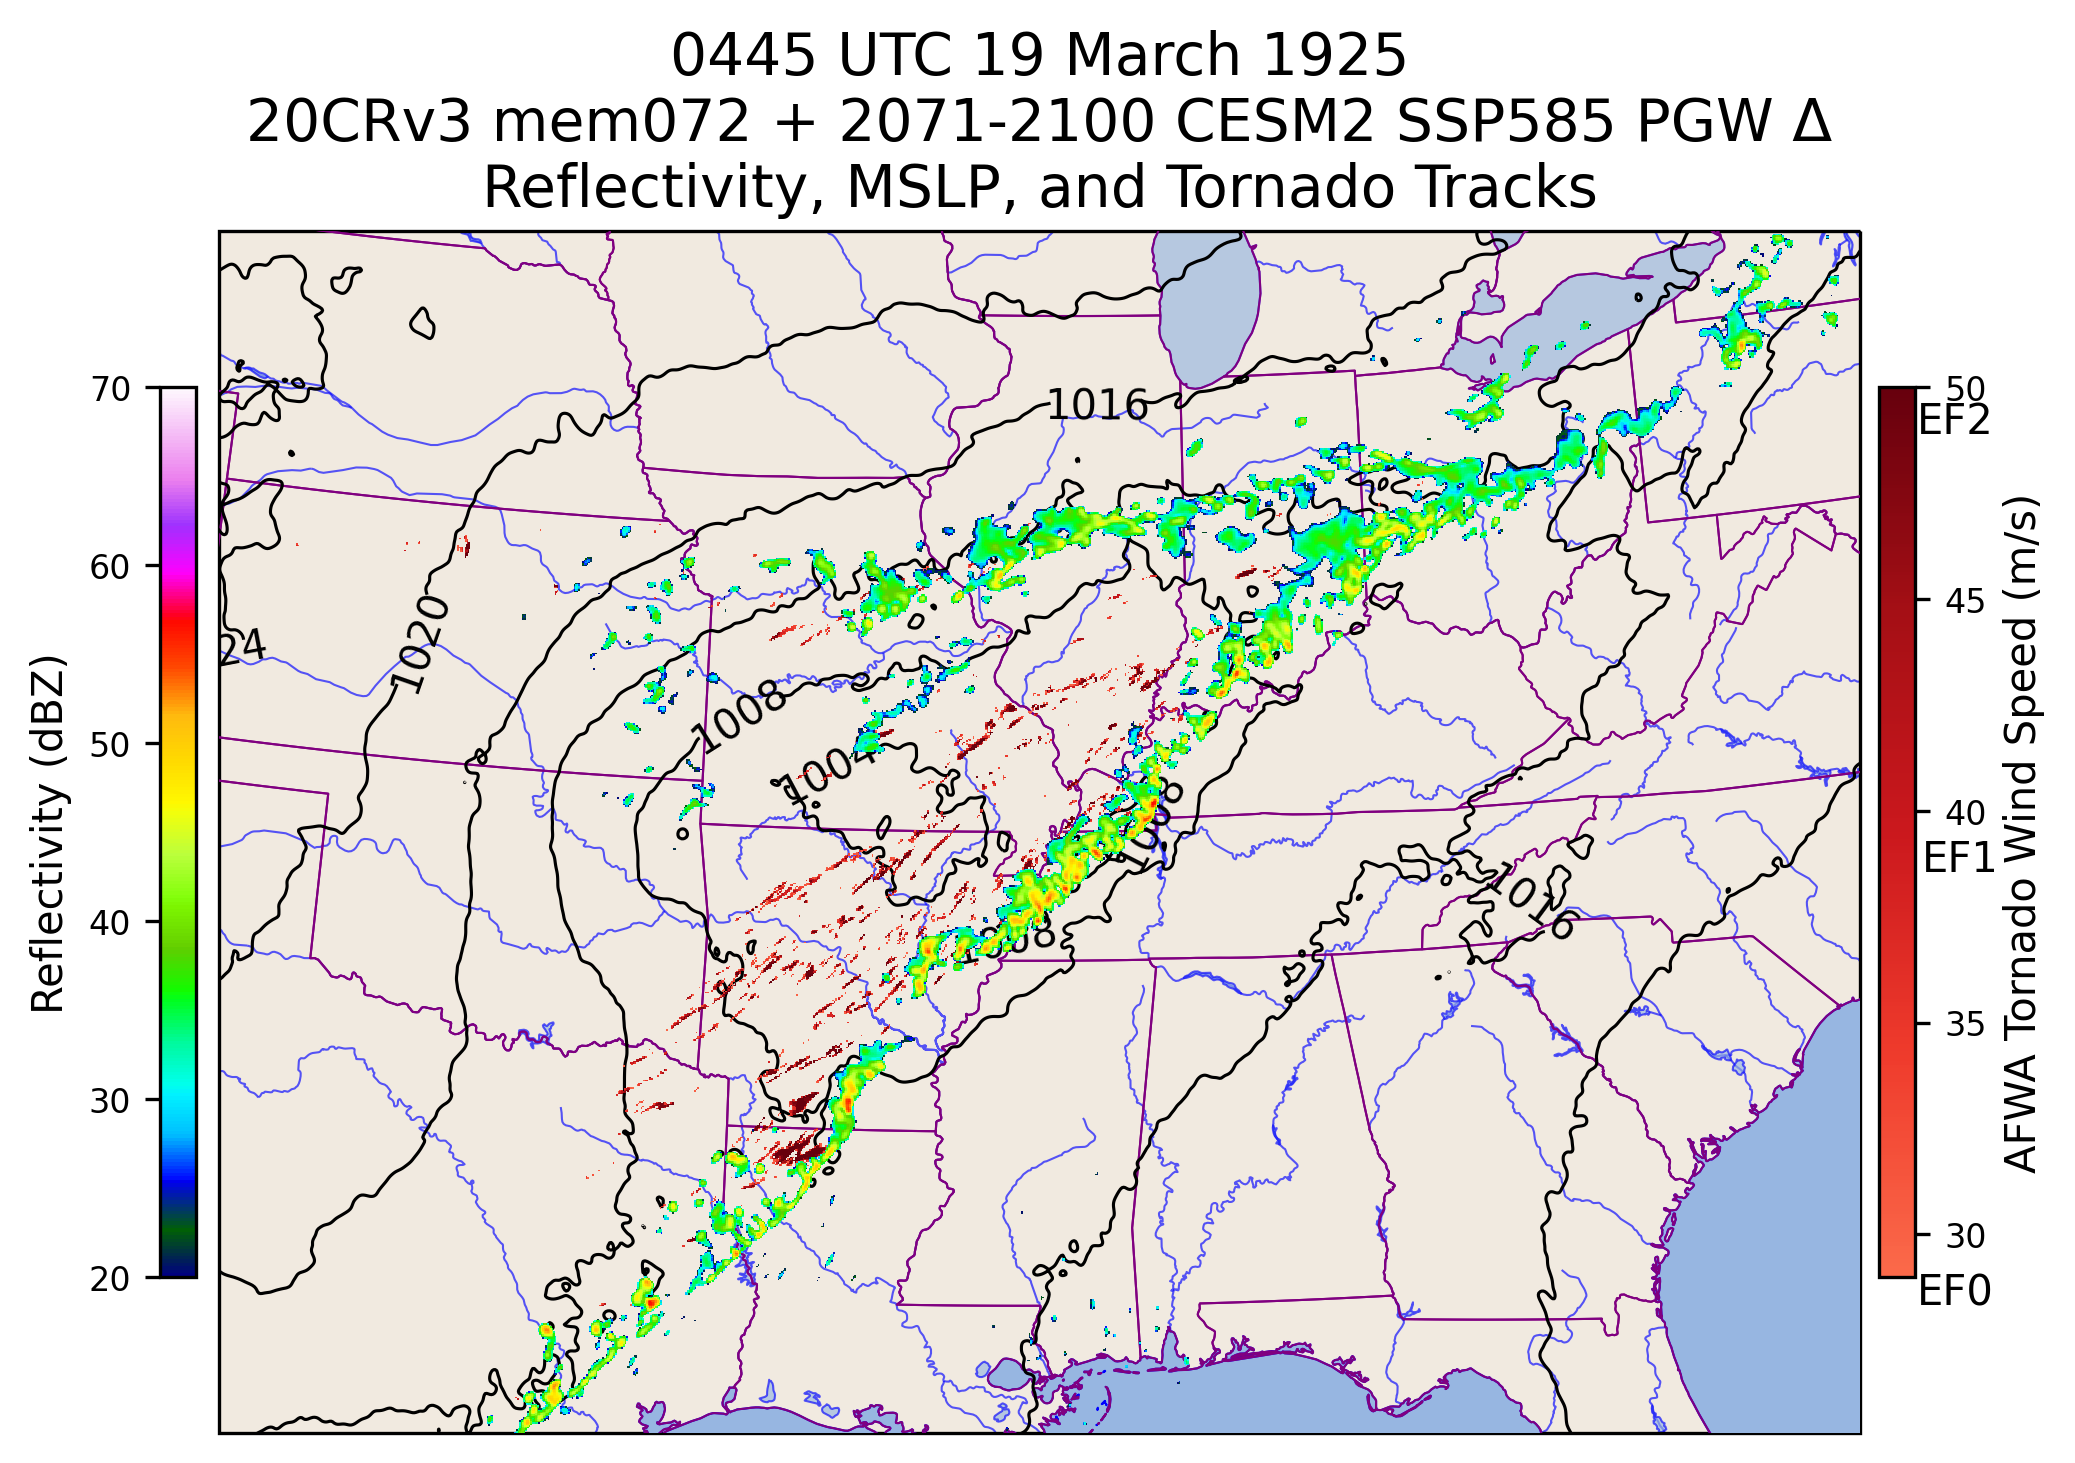 0445 UTC 19 March 1925
20CRv3 mem072 + 2071-2100 CESM2 SSP585 PGW Δ
Reflectivity, MSLP, and Tornado Tracks
70
60
50
40
30
20
Reflectivity (dBZ)
1016
1020
24
1008
1004
1008
1008
1016
50
EF2
45
40
EF1
35
30
EF0
AFWA Tornado Wind Speed (m/s)